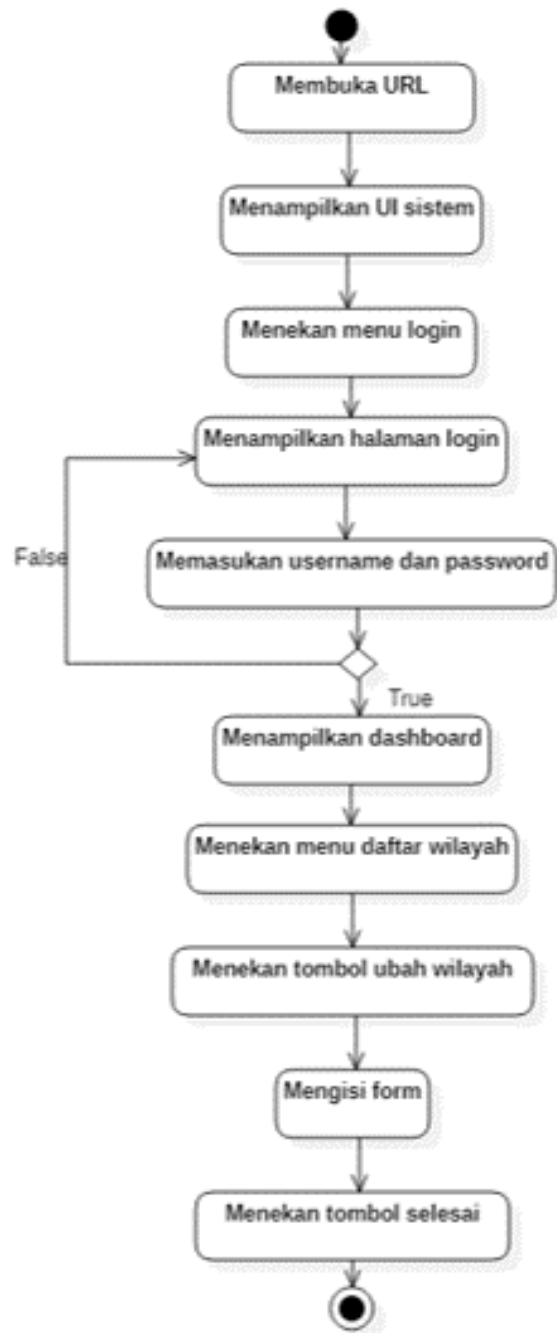 Membuka URL
Menampilkan UI sistem
Menekan menu login
Menampilkan halaman login
False
Memasukan username dan password
True
Menampilkan dashboard
Menekan menu daftar wilayah
Menekan tombol ubah wilayah
Mengisi form
Menekan tombol selesai